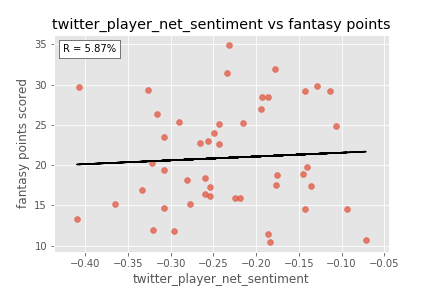 twitter_player_net_sentiment vs fantasy points
R = 5.87%
fantasy points scored
35
30
25
20
15
10
−0.40 −0.35 −0.30 −0.25 −0.20 −0.15 −0.10 −0.05
twitter_player_net_sentiment